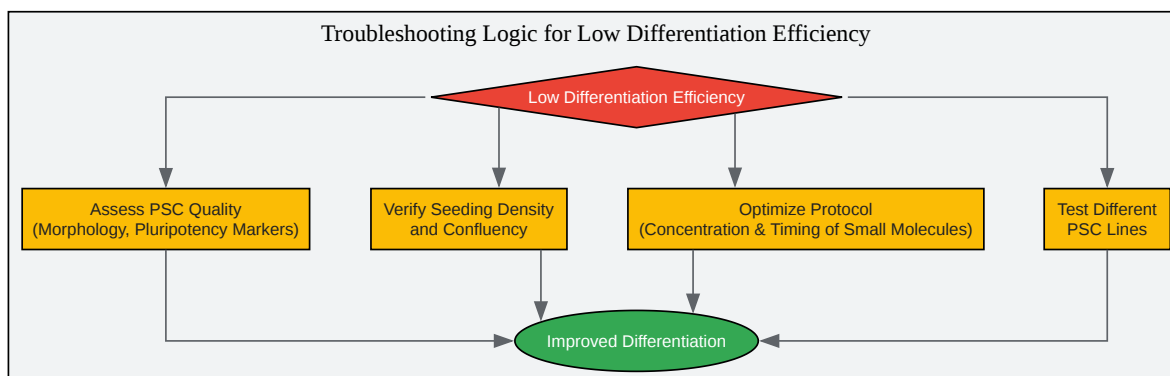 Troubleshooting Logic for Low Differentiation Efficiency
Low Differentiation Efficiency
Assess PSC Quality
(Morphology, Pluripotency Markers)
Verify Seeding Density
and Confluency
Optimize Protocol
(Concentration & Timing of Small Molecules)
Test Different
PSC Lines
Improved Differentiation